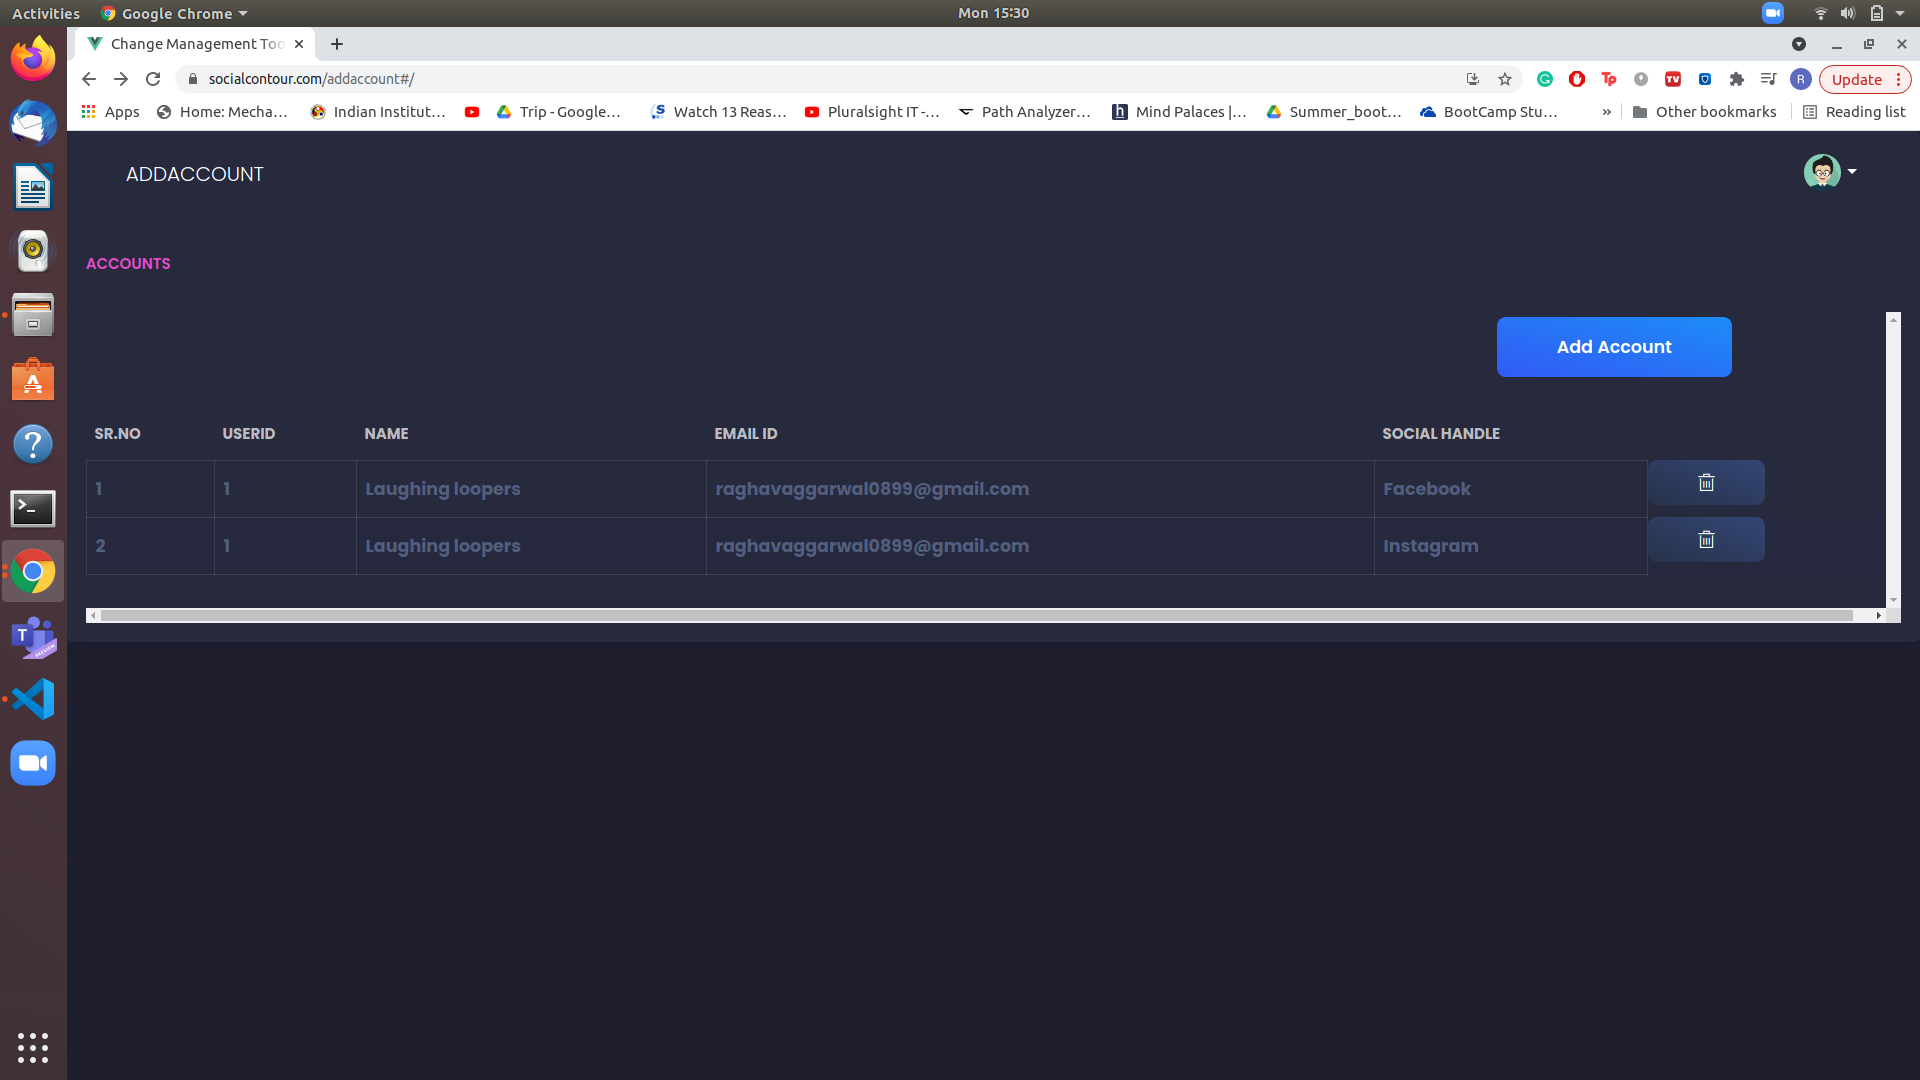 Activities Google Chrome Mon 15:30
Change Management Too
socialcontour.com/addaccount#/ Tp TV R Update
Apps Home: Mecha… Indian Institut… Trip - Google… Watch 13 Reas… Pluralsight IT -… Path Analyzer… Mind Palaces |… Summer_boot… BootCamp Stu… » Other bookmarks Reading list
ADDACCOUNT
ACCOUNTS
Add Account
SR.NO USERID NAME EMAIL ID SOCIAL HANDLE
1 1 Laughing loopers raghavaggarwal0899@gmail.com Facebook
2 1 Laughing loopers raghavaggarwal0899@gmail.com Instagram